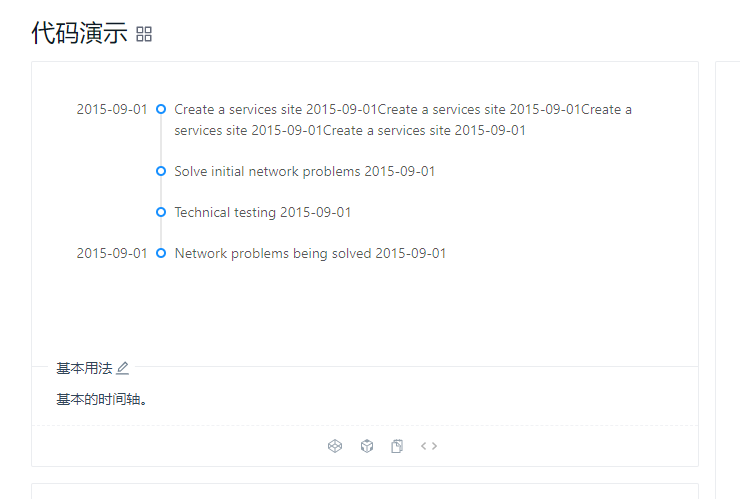 代码演示
2015-09-01 Create a services site 2015-09-01Create a services site 2015-09-01Create a
services site 2015-09-01Create a services site 2015-09-01
Solve initial network problems 2015-09-01
Technical testing 2015-09-01
2015-09-01 Network problems being solved 2015-09-01
基本用法
基本的时间轴。